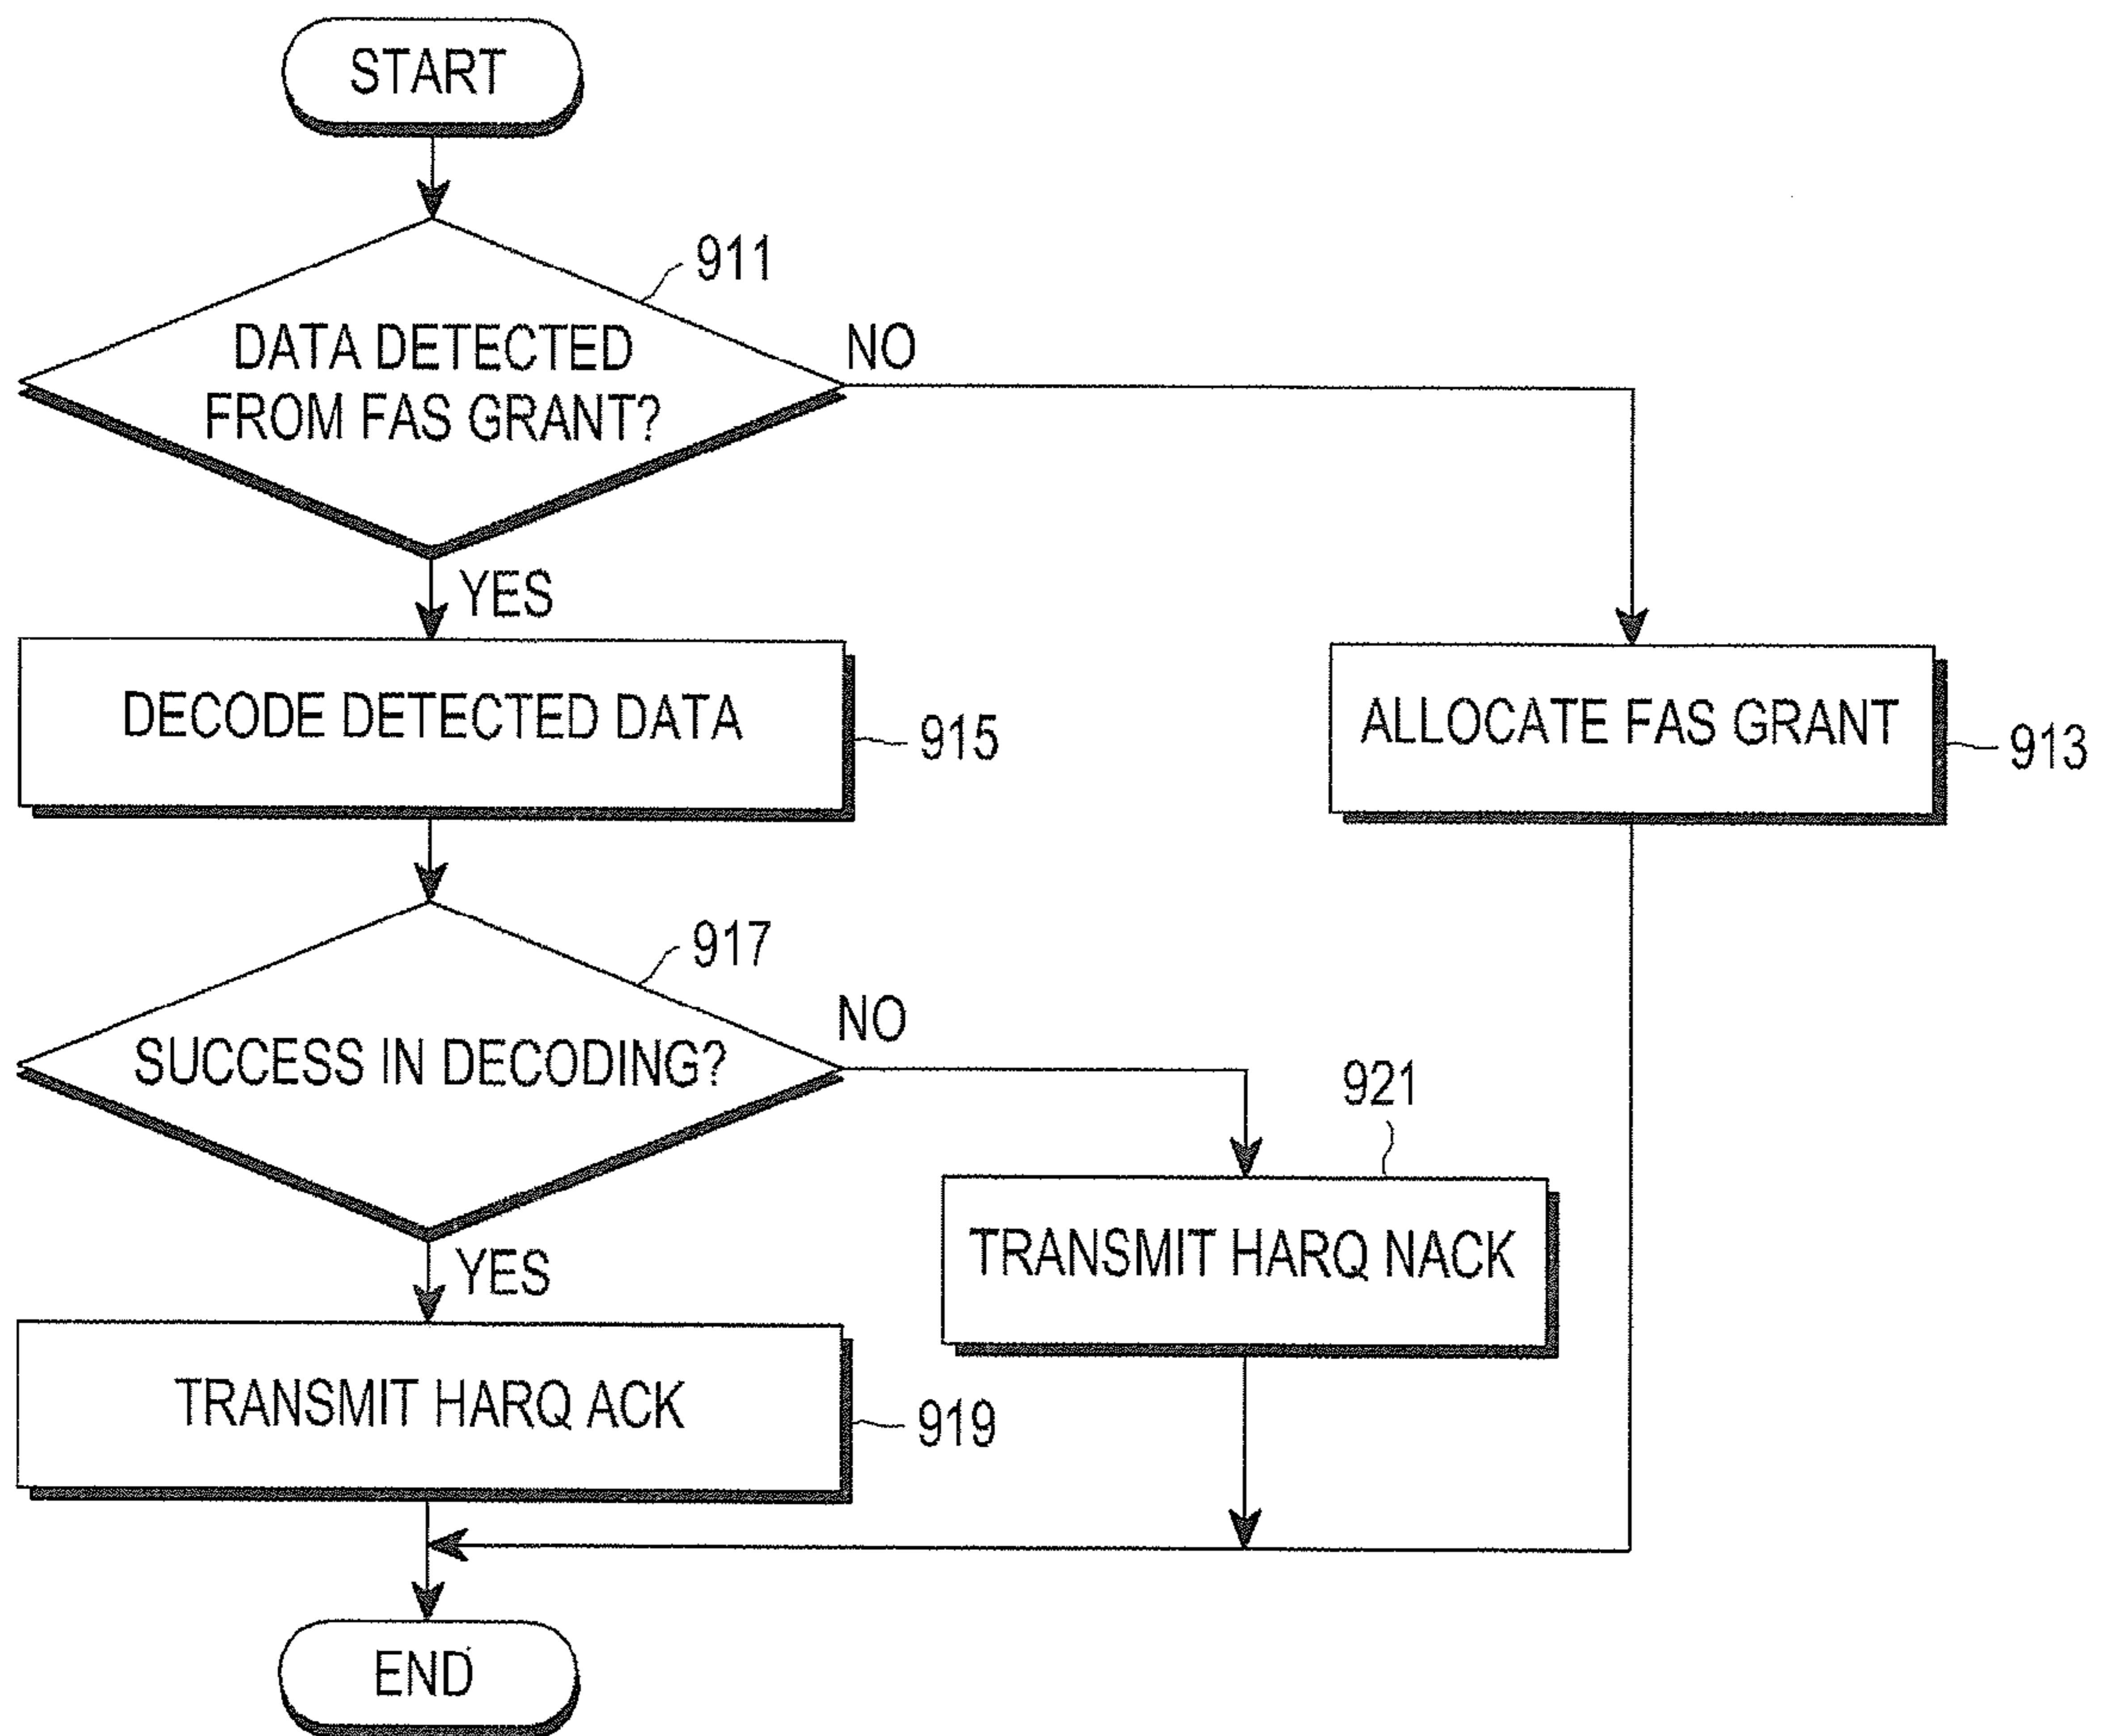 START
911
DATA DETECTED
FROM FAS GRANT?
NO
YES
DECODE DETECTED DATA
915
ALLOCATE FAS GRANT
913
917
SUCCESS IN DECODING?
NO
921
TRANSMIT HARQ NACK
YES
TRANSMIT HARQ ACK
919
END